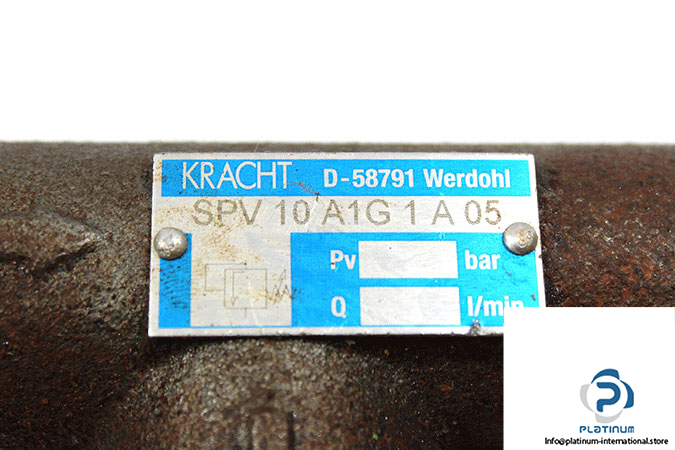 KRACHT D-58791 Werdohl
SPV 10 A1G 1 A 05
Pv bar
Q l/min
PLATINUM
Info@platinum-international.store